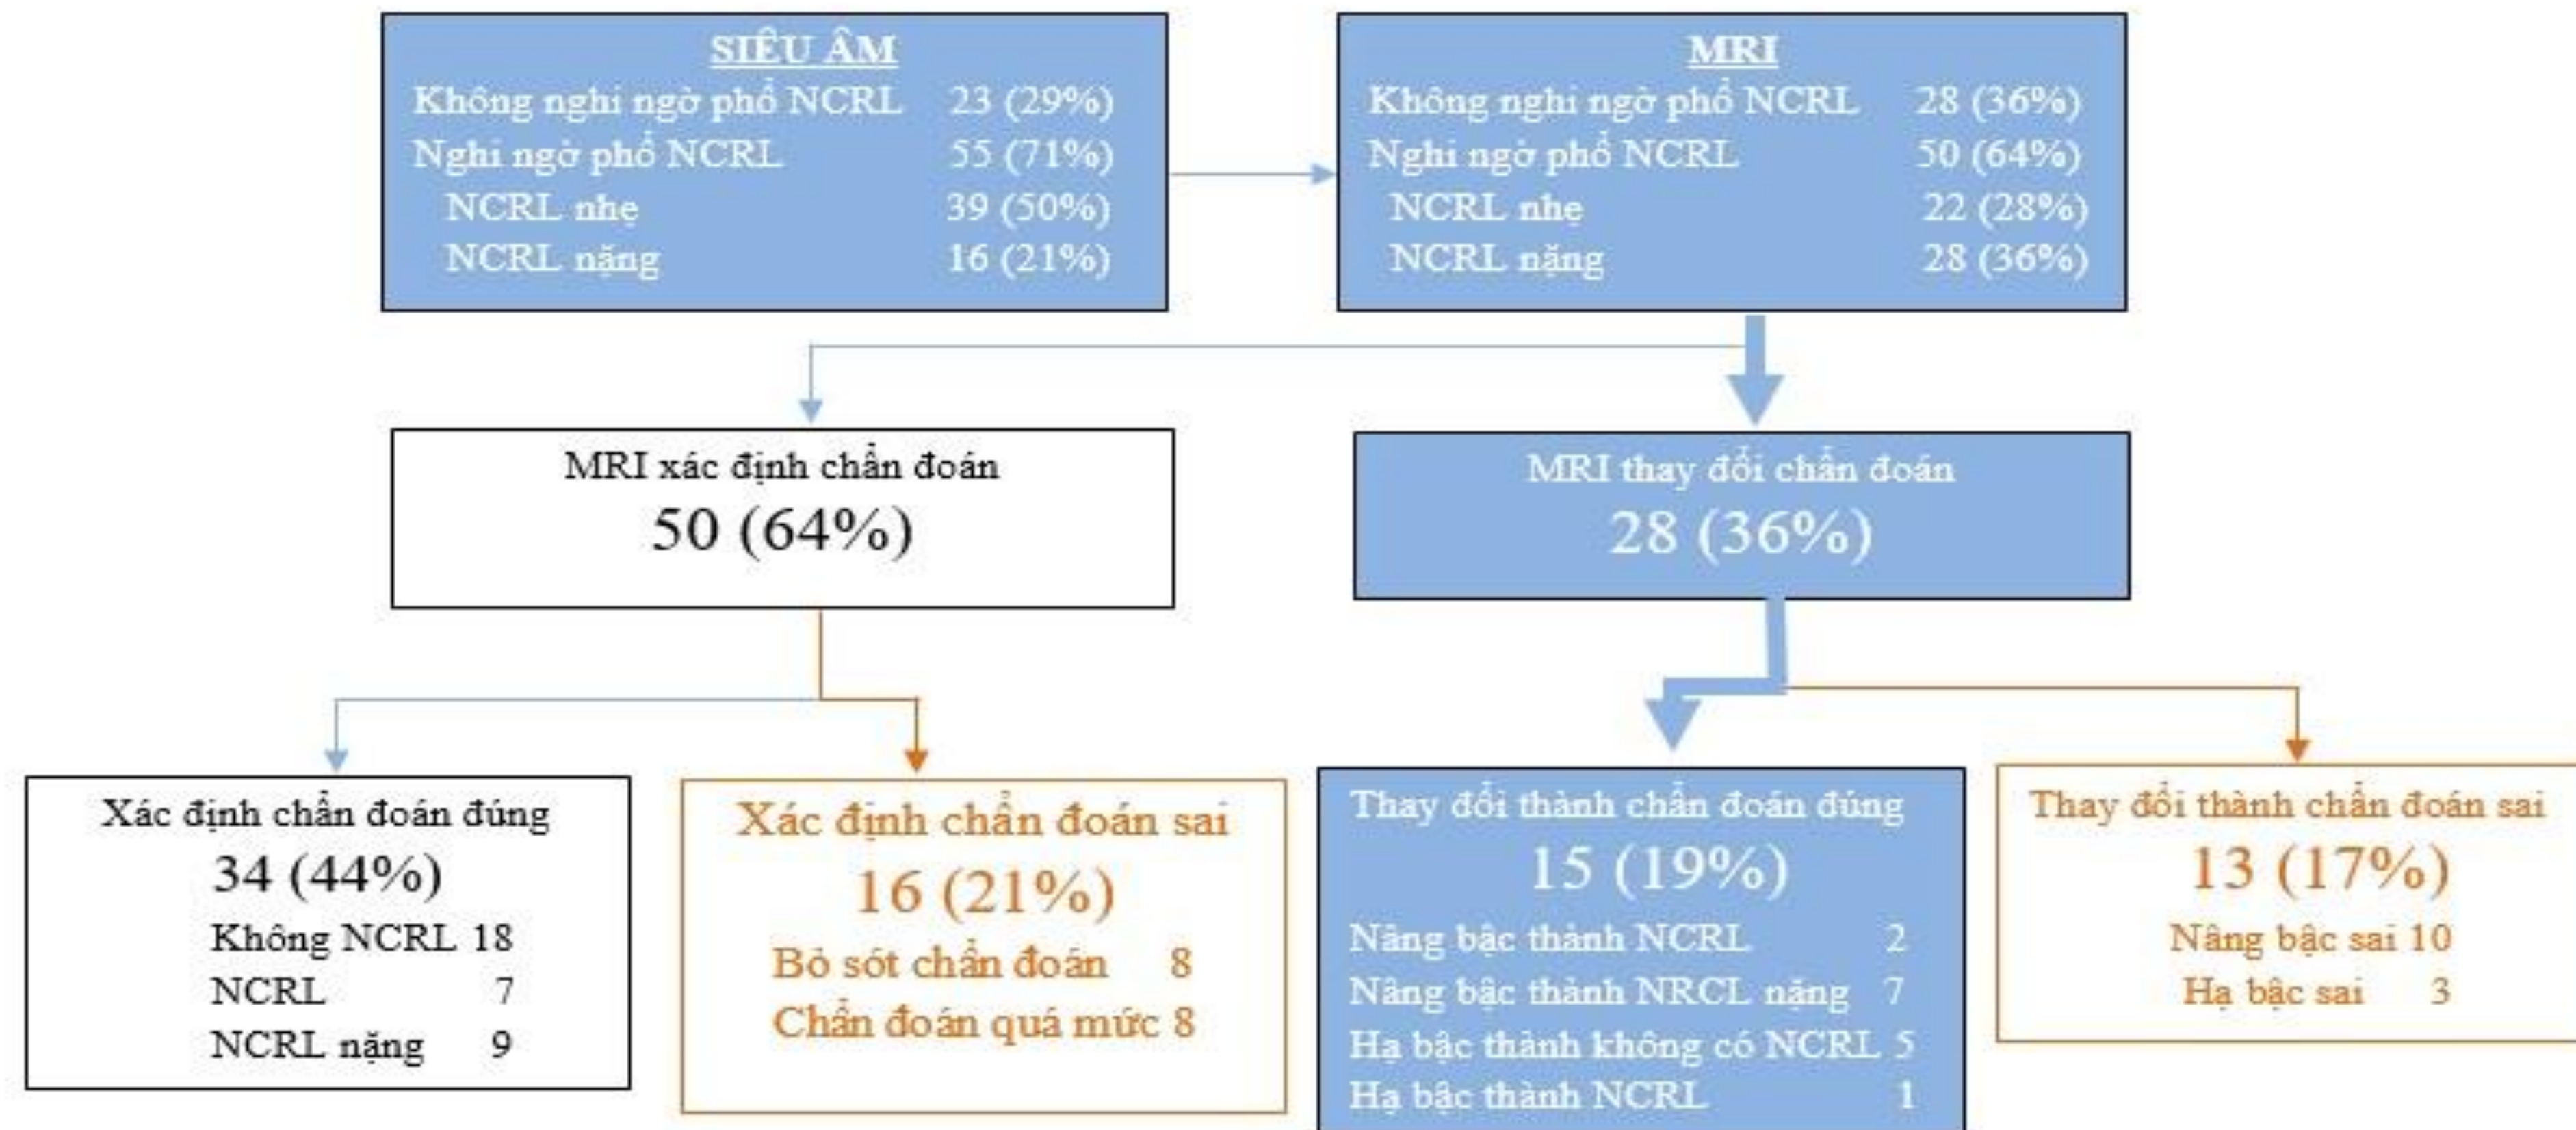 SIÊU ÂM
Không nghi ngờ phổ NCRL 23 (29%)
Nghi ngờ phổ NCRL 55 (71%)
NCRL nhẹ 39 (50%)
NCRL nặng 16 (21%)
MRI
Không nghi ngờ phổ NCRL 28 (36%)
Nghi ngờ phổ NCRL 50 (64%)
NCRL nhẹ 22 (28%)
NCRL nặng 28 (36%)
MRI xác định chẩn đoán
50 (64%)
MRI thay đổi chẩn đoán
28 (36%)
Xác định chẩn đoán đúng
34 (44%)
Không NCRL 18
NCRL 7
NCRL nặng 9
Xác định chẩn đoán sai
16 (21%)
Bỏ sót chẩn đoán 8
Chẩn đoán quá mức 8
Thay đổi thành chẩn đoán đúng
15 (19%)
Nâng bậc thành NCRL 2
Nâng bậc thành NRCL nặng 7
Hạ bậc thành không có NCRL 5
Hạ bậc thành NCRL 1
Thay đổi thành chẩn đoán sai
13 (17%)
Nâng bậc sai 10
Hạ bậc sai 3